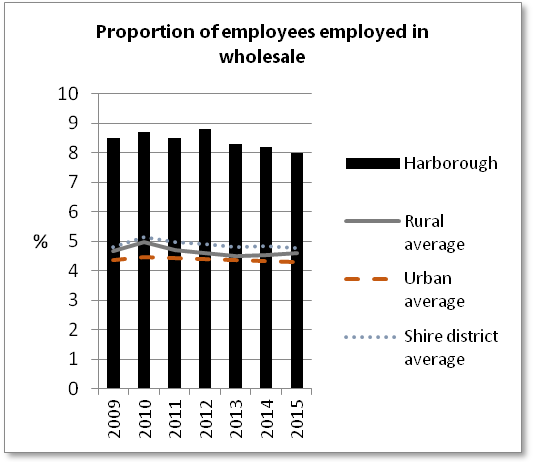 Proportion of employees employed in
wholesale
10
9
8
7
6
5
4
3
2
1
0
%
2009
2010
2011
2012
2013
2014
2015
Harborough
Rural
average
Urban
average
Shire district
average